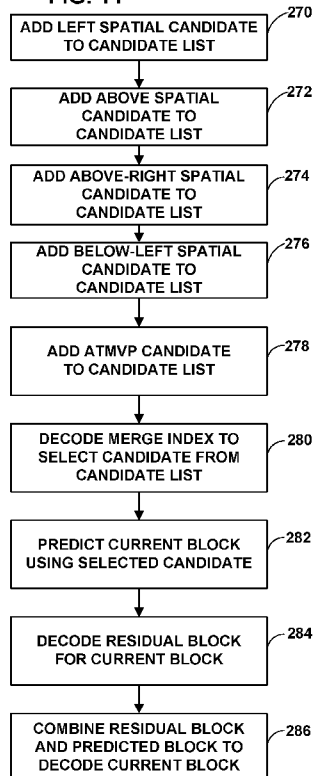 270
ADD LEFT SPATIAL CANDIDATE
TO CANDIDATE LIST
272
ADD ABOVE SPATIAL
CANDIDATE TO
CANDIDATE LIST
274
ADD ABOVE-RIGHT SPATIAL
CANDIDATE TO
CANDIDATE LIST
276
ADD BELOW-LEFT SPATIAL
CANDIDATE TO
CANDIDATE LIST
278
ADD ATMVP CANDIDATE
TO CANDIDATE LIST
280
DECODE MERGE INDEX TO
SELECT CANDIDATE FROM
CANDIDATE LIST
282
PREDICT CURRENT BLOCK
USING SELECTED CANDIDATE
284
DECODE RESIDUAL BLOCK
FOR CURRENT BLOCK
286
COMBINE RESIDUAL BLOCK
AND PREDICTED BLOCK TO
DECODE CURRENT BLOCK